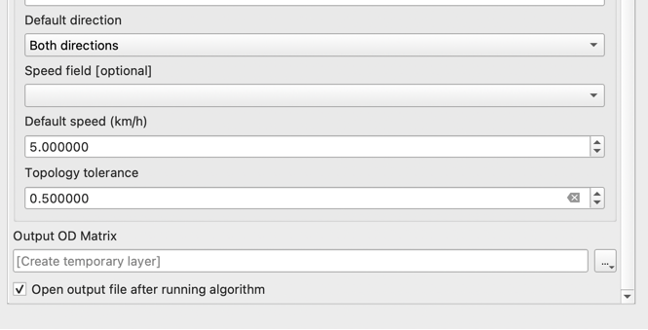 Default direction
Both directions
Speed field [optional]
Default speed (km/h)
5.000000
Topology tolerance
0.500000
Output OD Matrix
[Create temporary layer]
...
Open output file after running algorithm